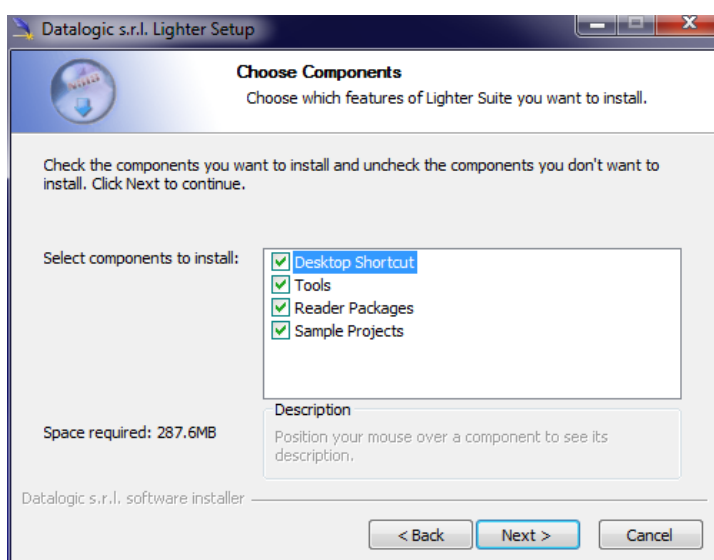 Datalogic s.r.l. Lighter Setup
Choose Components
Choose which features of Lighter Suite you want to install.
Check the components you want to install and uncheck the components you don't want to
install. Click Next to continue.
Select components to install:
Desktop Shortcut
Tools
Reader Packages
Sample Projects
Space required: 287.6MB
Description
Position your mouse over a component to see its
description.
Datalogic s.r.l. software installer
< Back
Next >
Cancel